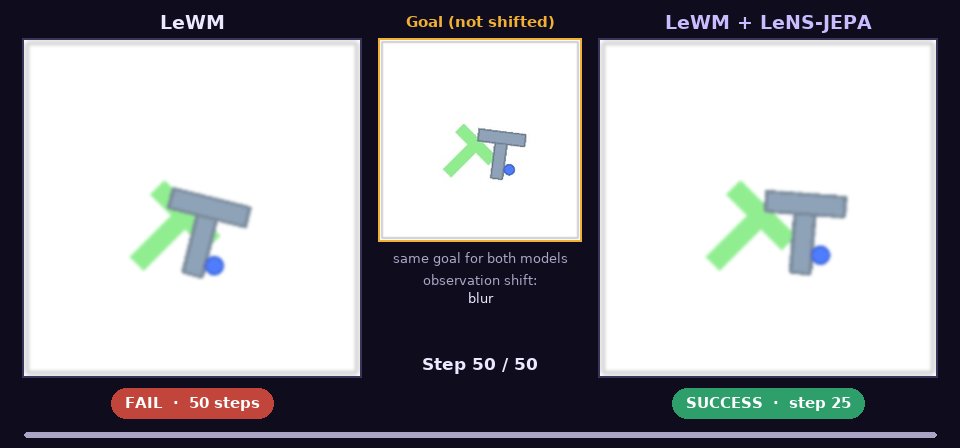 LeWM
Goal (not shifted)
LeWM + LeNS-JEPA
same goal for both models
observation shift:
blur
Step 50 / 50
FAIL · 50 steps
SUCCESS · step 25